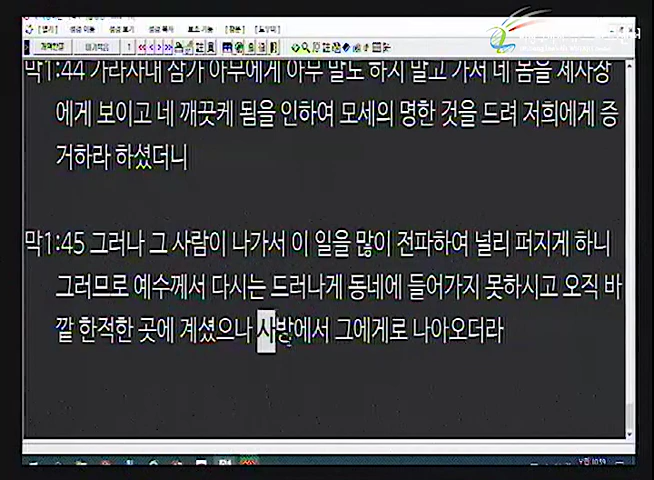 막1:44 가라사대 삼가 아무에게 아무 말도 하지 말고 가서 네 몸을 제사장
에게 보이고 네 깨끗케 됨을 인하여 모세의 명한 것을 드려 저희에게 증
거하라 하셨더니
막1:45 그러나 그 사람이 나가서 이 일을 많이 전파하여 널리 퍼지게 하니
그러므로 예수께서 다시는 드러나게 동네에 들어가지 못하시고 오직 바
깥 한적한 곳에 계셨으나 사방에서 그에게로 나아오더라